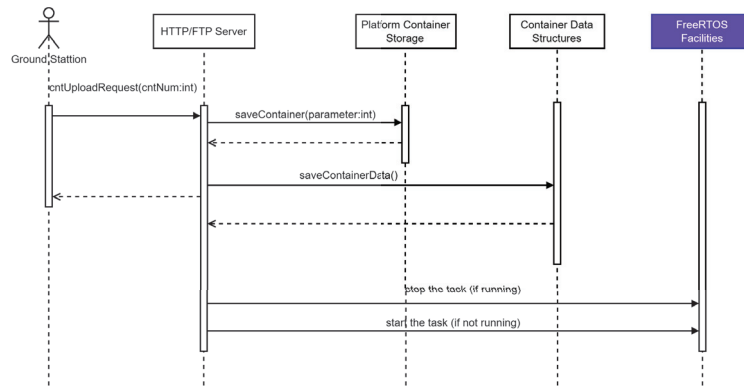 HTTP/FTP Server
Platform Container
Storage
Container Data
Structures
FreeRTOS
Facilities
Ground Stattion
cntUploadRequest(cntNum:int)
saveContainer(parameter:int)
saveContainerData()
stop the task (if running)
start the task (if not running)